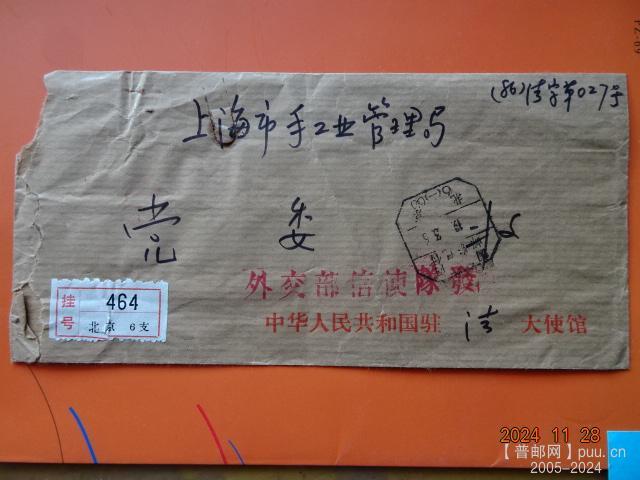 (86)法字第027号
上海市手工业管理局
党 委
外交部信使队發
中华人民共和国驻 法 大使馆
挂号 464
北京 6支
2024 11 28
【普邮网】puu.cn
2005-2024